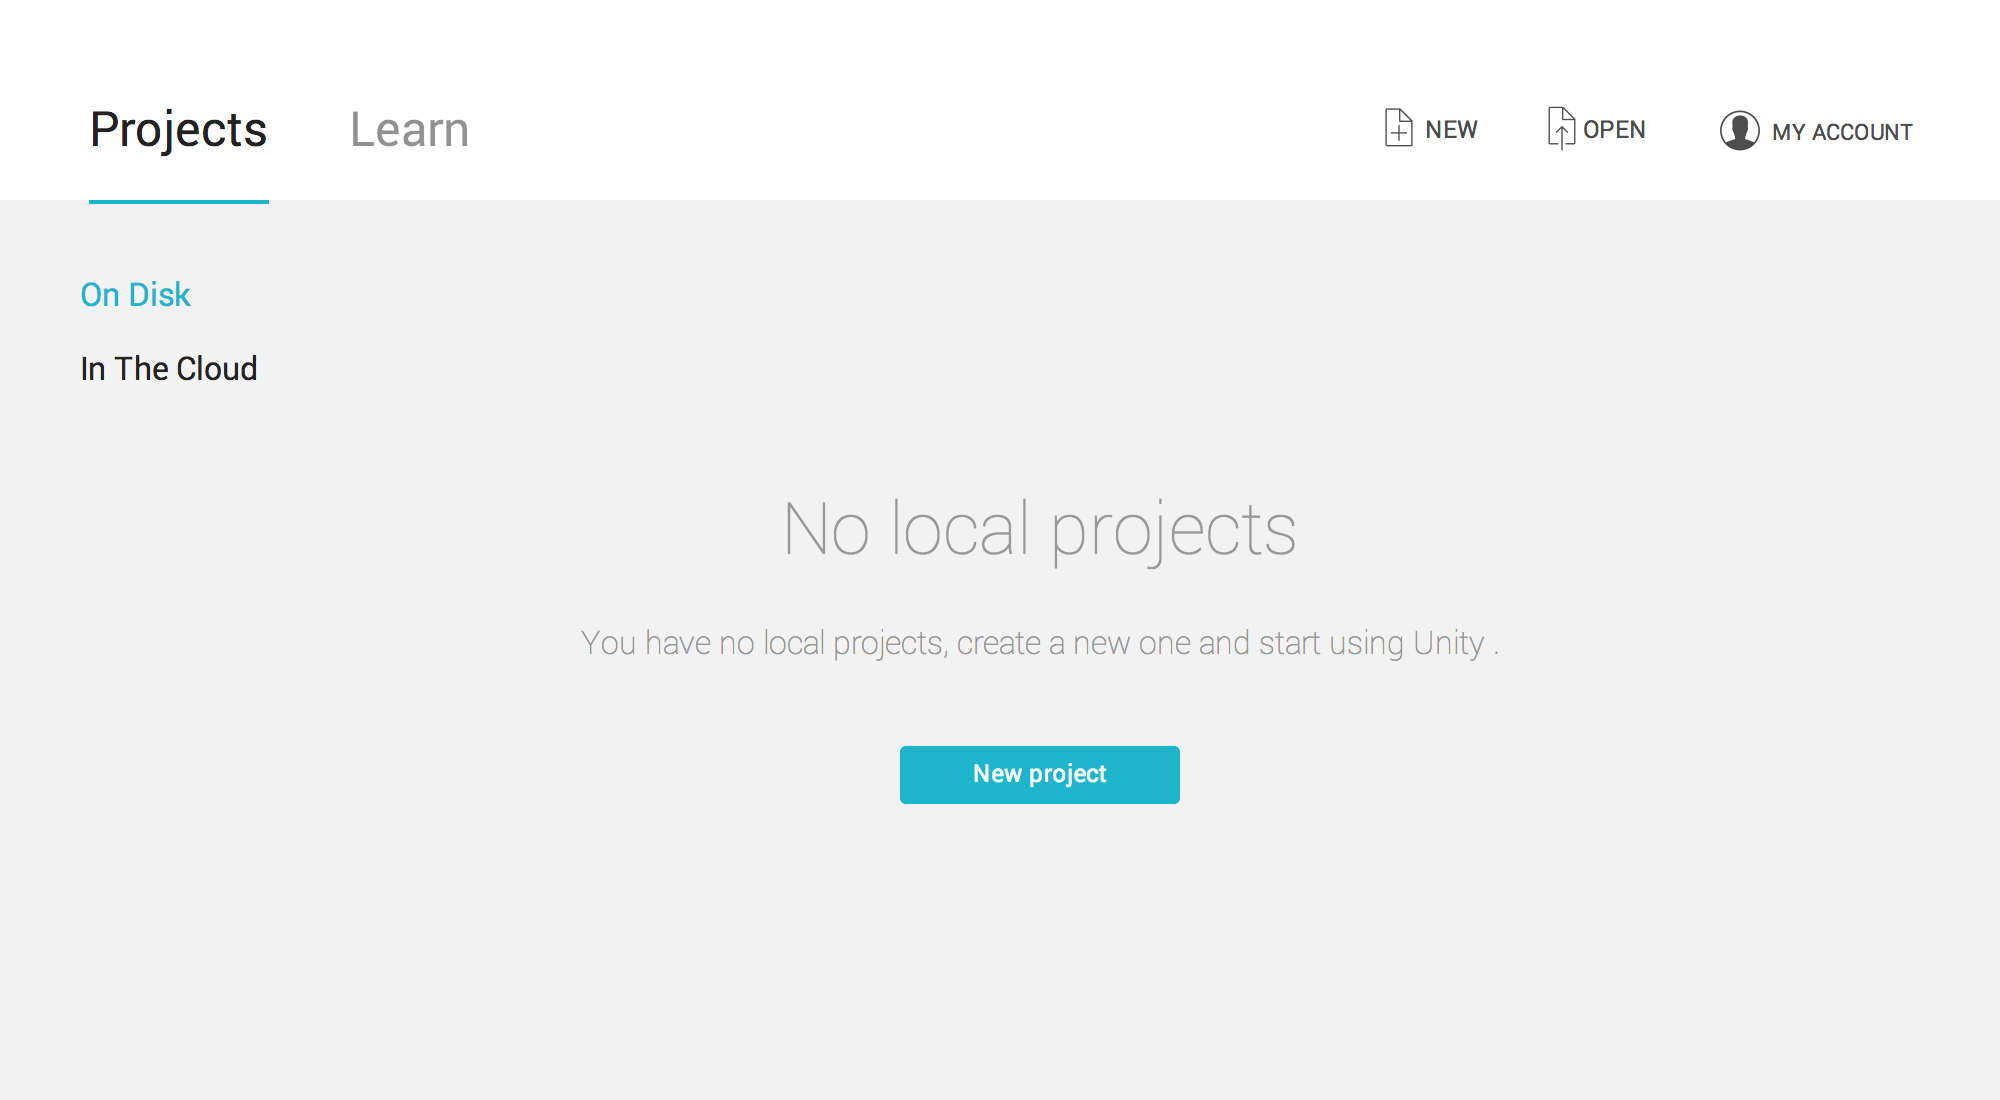 Projects Learn NEW OPEN MY ACCOUNT
On Disk
In The Cloud
No local projects
You have no local projects, create a new one and start using Unity .
New project